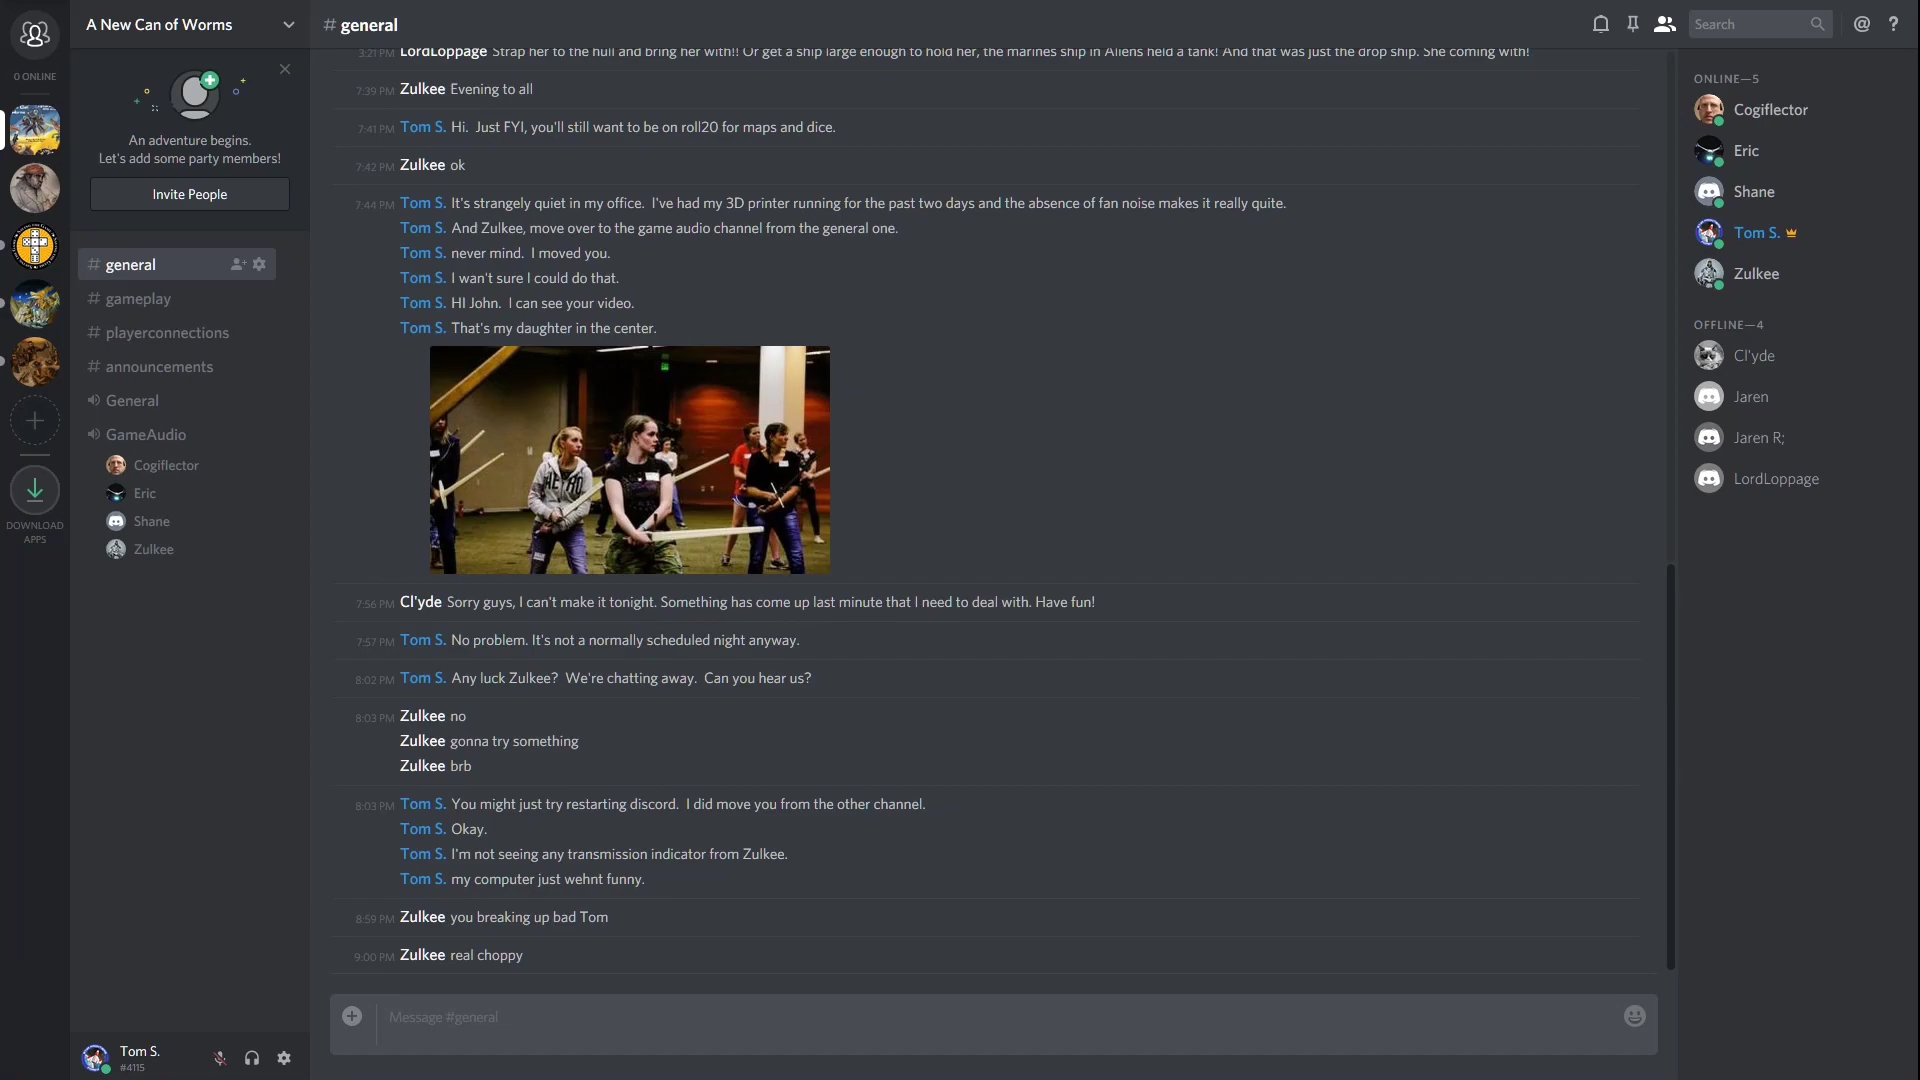 A New Can of Worms
# general
Search
@
?
0 ONLINE
An adventure begins.
Let's add some party members!
Invite People
# general
# gameplay
# playerconnections
# announcements
General
GameAudio
Cogiflector
Eric
Shane
Zulkee
DOWNLOAD
APPS
3:21 PM LordLoppage Strap her to the hull and bring her with!! Or get a ship large enough to hold her, the marines ship in Aliens held a tank! And that was just the drop ship. She coming with!
7:39 PM Zulkee Evening to all
7:41 PM Tom S. Hi. Just FYI, you'll still want to be on roll20 for maps and dice.
7:42 PM Zulkee ok
7:44 PM Tom S. It's strangely quiet in my office. I've had my 3D printer running for the past two days and the absence of fan noise makes it really quite.
Tom S. And Zulkee, move over to the game audio channel from the general one.
Tom S. never mind. I moved you.
Tom S. I wan't sure I could do that.
Tom S. HI John. I can see your video.
Tom S. That's my daughter in the center.
7:56 PM Cl'yde Sorry guys, I can't make it tonight. Something has come up last minute that I need to deal with. Have fun!
7:57 PM Tom S. No problem. It's not a normally scheduled night anyway.
8:02 PM Tom S. Any luck Zulkee? We're chatting away. Can you hear us?
8:03 PM Zulkee no
Zulkee gonna try something
Zulkee brb
8:03 PM Tom S. You might just try restarting discord. I did move you from the other channel.
Tom S. Okay.
Tom S. I'm not seeing any transmission indicator from Zulkee.
Tom S. my computer just wehnt funny.
8:59 PM Zulkee you breaking up bad Tom
9:00 PM Zulkee real choppy
Message #general
Tom S.
#4115
ONLINE—5
Cogiflector
Eric
Shane
Tom S.
Zulkee
OFFLINE—4
Cl'yde
Jaren
Jaren R;
LordLoppage